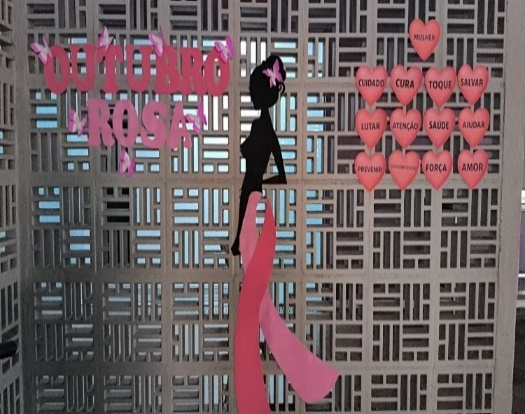 OUTUBRO
ROSA
MULHER
CUIDADO CURA TOQUE SALVAR
LUTAR ATENÇÃO SAÚDE AJUDAR
PREVENIR FORÇA AMOR